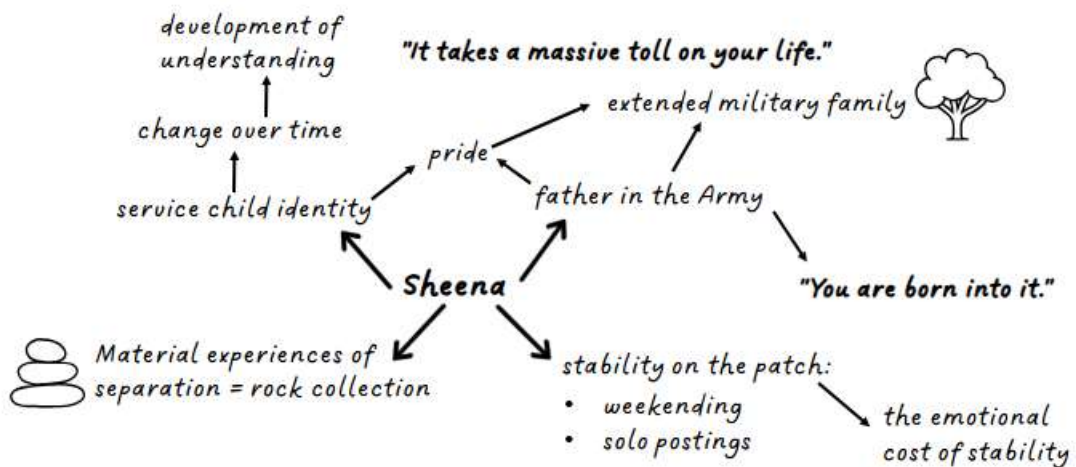 development of
understanding
"It takes a massive toll on your life."
extended military family
change over time
pride
service child identity
father in the Army
Sheena
"You are born into it."
Material experiences of
separation = rock collection
stability on the patch:
• weekending
• solo postings
the emotional
cost of stability